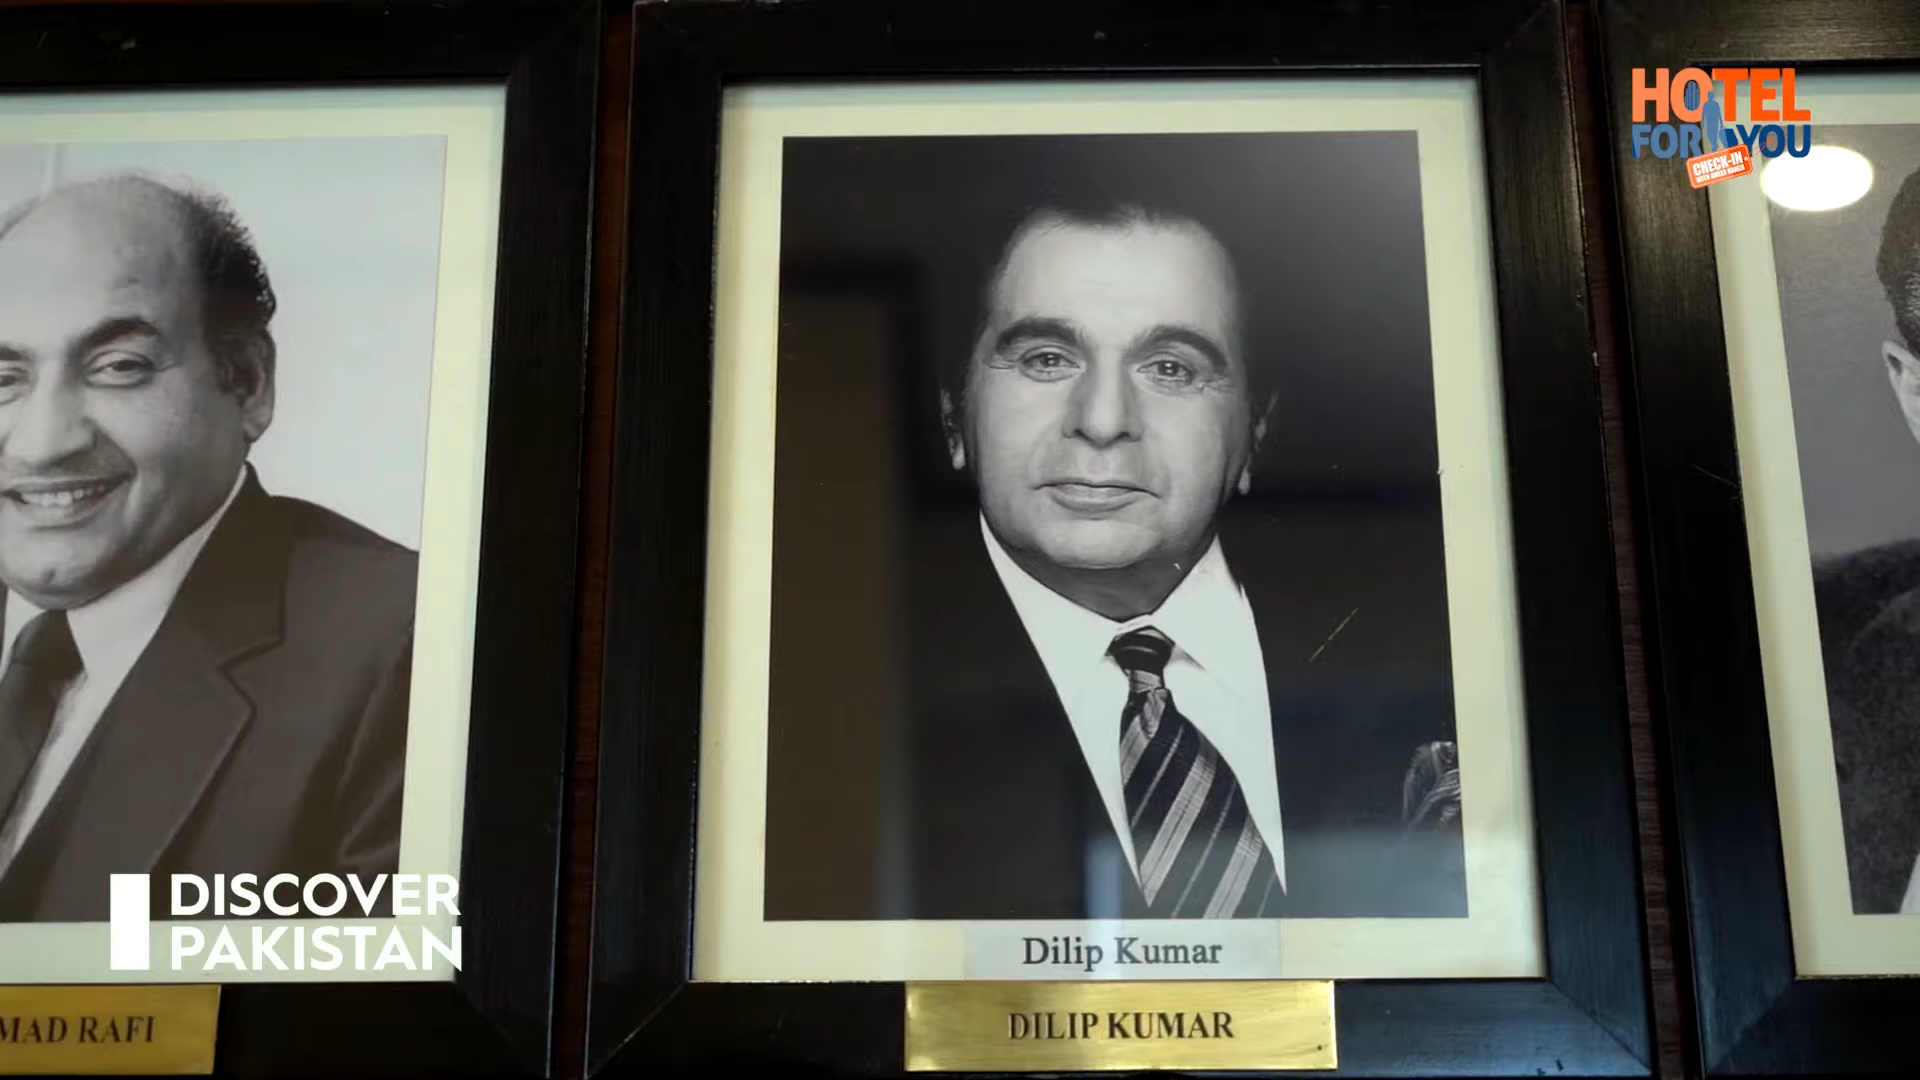 HOTEL
FOR YOU
CHECK-IN
DISCOVER
PAKISTAN
Dilip Kumar
MAD RAFI
DILIP KUMAR